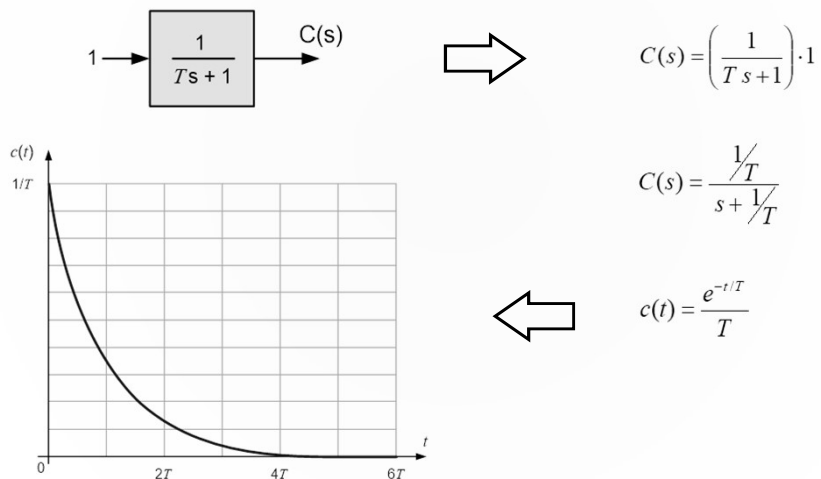 1 → 1/(Ts + 1) → C(s)
C(s) = (1/(T s+1))·1
C(s) = (1/T)/(s + 1/T)
c(t) = e^(-t/T)/T
c(t)
1/T
t
0 2T 4T 6T